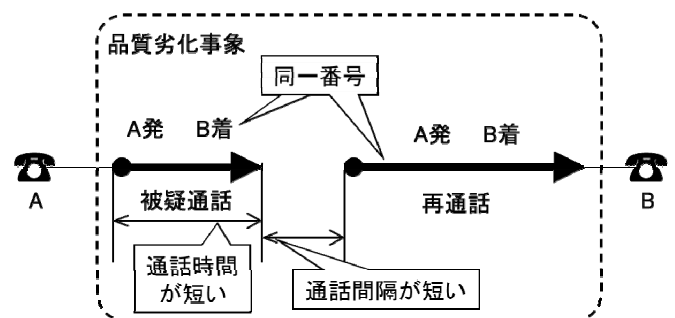 品質劣化事象
同一番号
A発 B着
A発 B着
A
被疑通話
再通話
B
通話時間
が短い
通話間隔が短い